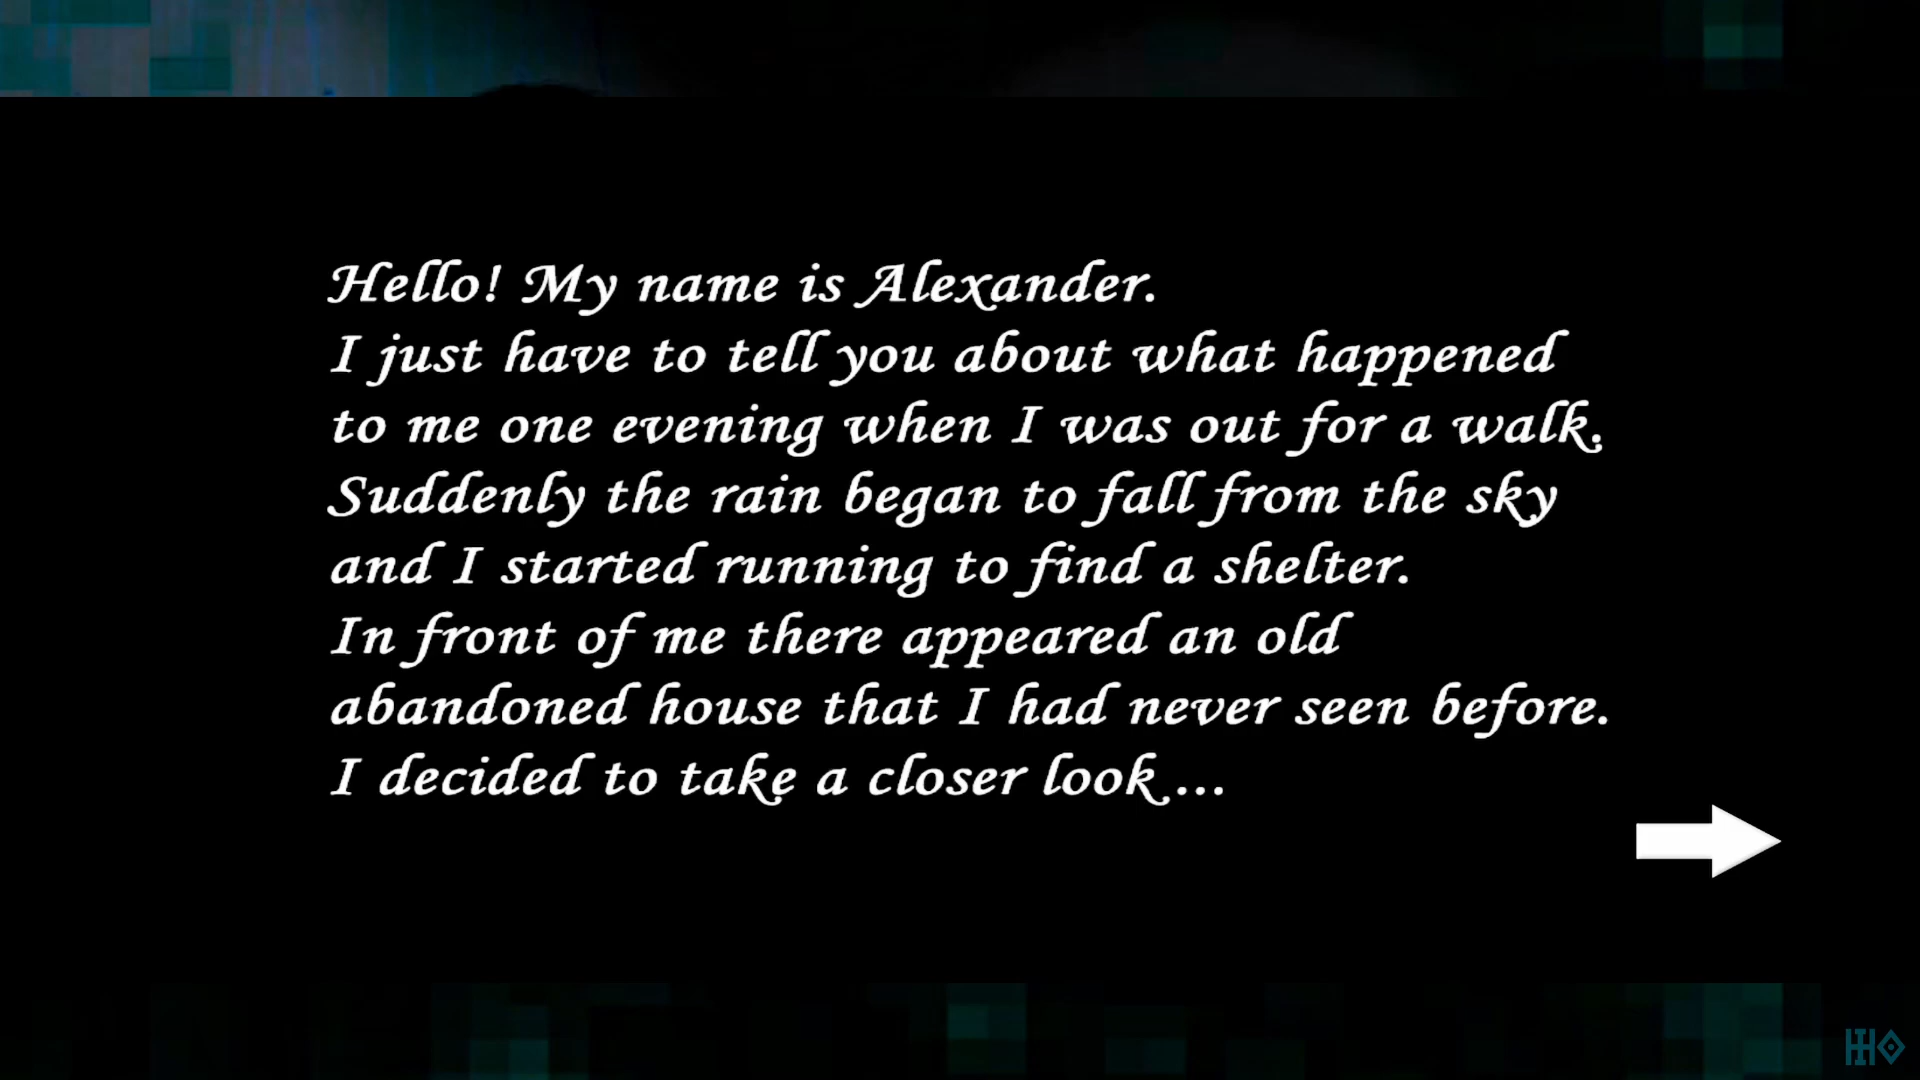 Hello! My name is Alexander.
I just have to tell you about what happened
to me one evening when I was out for a walk.
Suddenly the rain began to fall from the sky
and I started running to find a shelter.
In front of me there appeared an old
abandoned house that I had never seen before.
I decided to take a closer look...